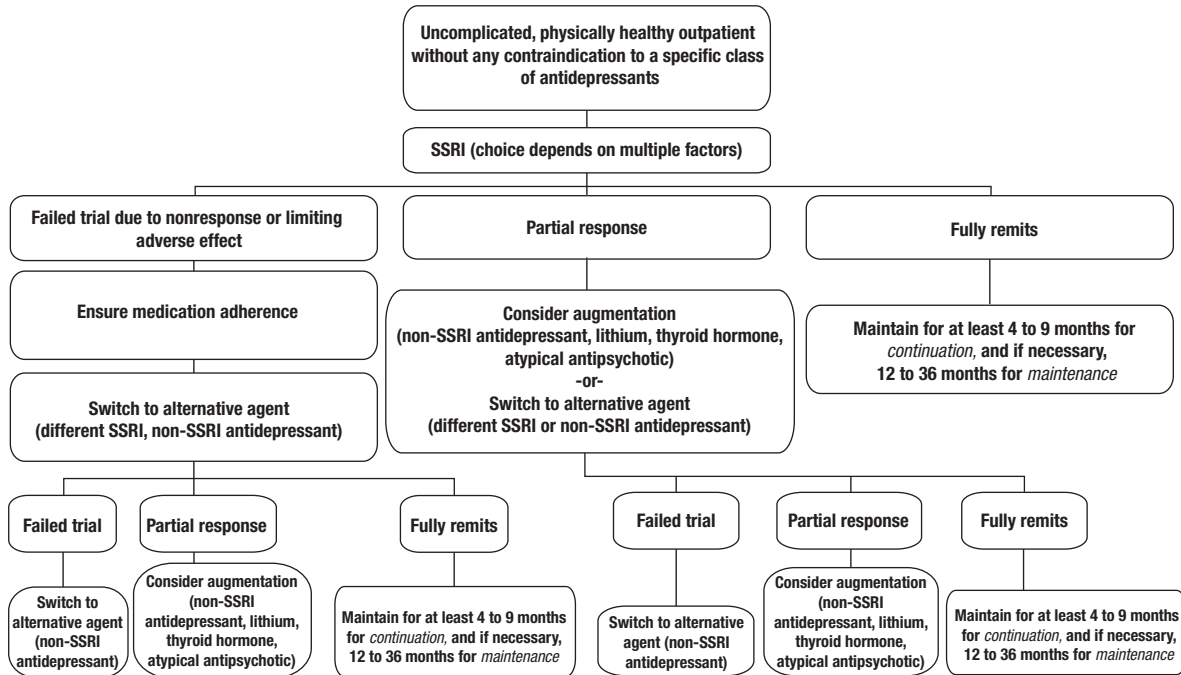 Uncomplicated, physically healthy outpatient
without any contraindication to a specific class
of antidepressants
SSRI (choice depends on multiple factors)
Failed trial due to nonresponse or limiting
adverse effect
Partial response
Fully remits
Ensure medication adherence
Consider augmentation
(non-SSRI antidepressant, lithium, thyroid hormone,
atypical antipsychotic)
-or-
Switch to alternative agent
(different SSRI or non-SSRI antidepressant)
Maintain for at least 4 to 9 months for
continuation, and if necessary,
12 to 36 months for maintenance
Switch to alternative agent
(different SSRI, non-SSRI antidepressant)
Failed trial
Partial response
Fully remits
Failed trial
Partial response
Fully remits
Switch to
alternative agent
(non-SSRI
antidepressant)
Consider augmentation
(non-SSRI
antidepressant, lithium,
thyroid hormone,
atypical antipsychotic)
Maintain for at least 4 to 9 months
for continuation, and if necessary,
12 to 36 months for maintenance
Switch to alternative
agent (non-SSRI
antidepressant)
Consider augmentation
(non-SSRI
antidepressant, lithium,
thyroid hormone,
atypical antipsychotic)
Maintain for at least 4 to 9 months
for continuation, and if necessary,
12 to 36 months for maintenance